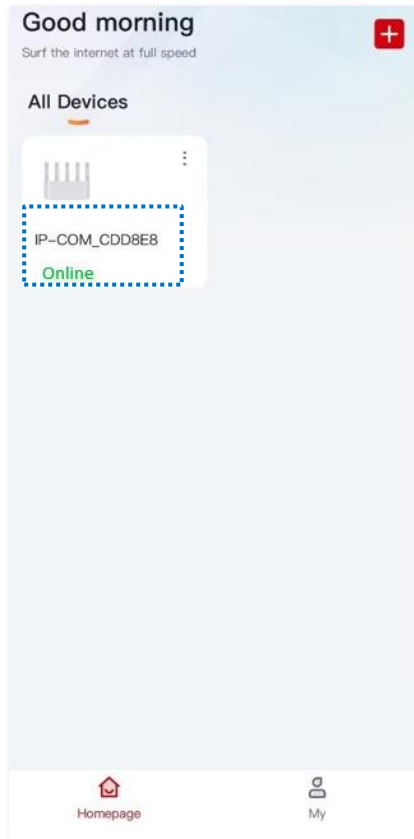 Good morning
Surf the internet at full speed
All Devices
IP-COM_CDD8E8
Online
Homepage
My